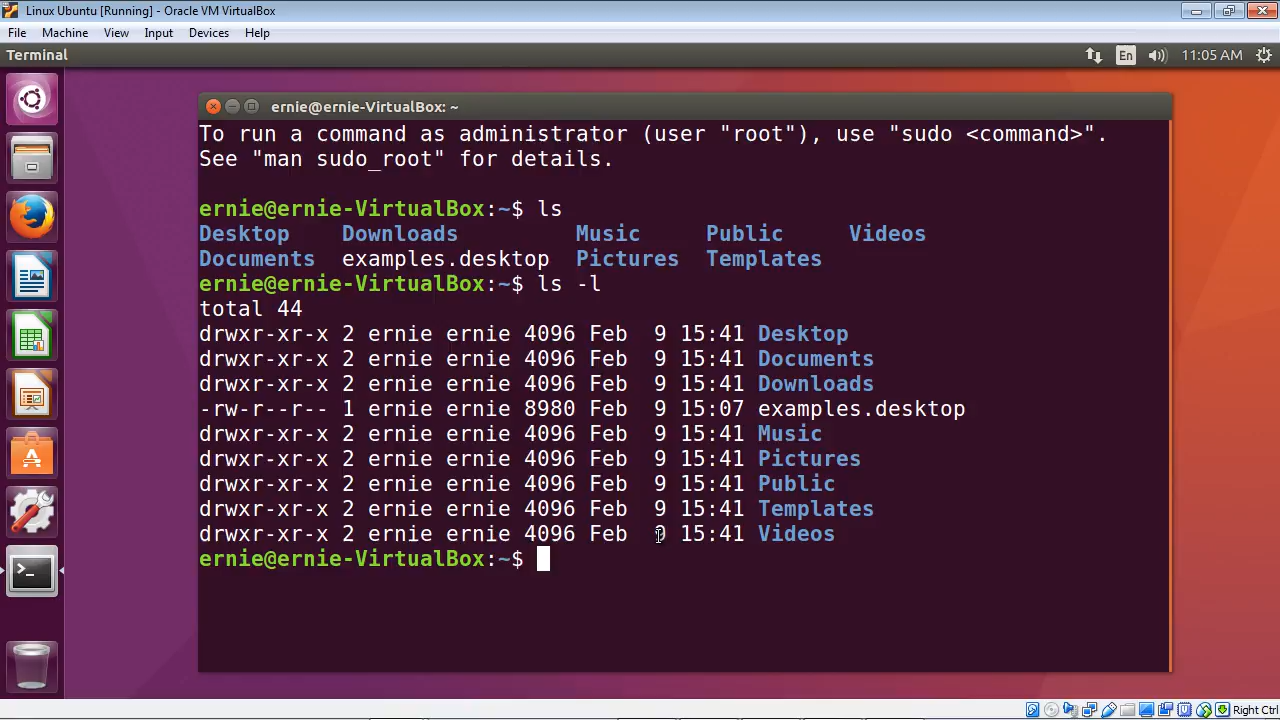 Linux Ubuntu [Running] - Oracle VM VirtualBox
File Machine View Input Devices Help
Terminal En 11:05 AM
ernie@ernie-VirtualBox: ~
To run a command as administrator (user "root"), use "sudo <command>".
See "man sudo_root" for details.
ernie@ernie-VirtualBox:~$ ls
Desktop Downloads Music Public Videos
Documents examples.desktop Pictures Templates
ernie@ernie-VirtualBox:~$ ls -l
total 44
drwxr-xr-x 2 ernie ernie 4096 Feb 9 15:41 Desktop
drwxr-xr-x 2 ernie ernie 4096 Feb 9 15:41 Documents
drwxr-xr-x 2 ernie ernie 4096 Feb 9 15:41 Downloads
-rw-r--r-- 1 ernie ernie 8980 Feb 9 15:07 examples.desktop
drwxr-xr-x 2 ernie ernie 4096 Feb 9 15:41 Music
drwxr-xr-x 2 ernie ernie 4096 Feb 9 15:41 Pictures
drwxr-xr-x 2 ernie ernie 4096 Feb 9 15:41 Public
drwxr-xr-x 2 ernie ernie 4096 Feb 9 15:41 Templates
drwxr-xr-x 2 ernie ernie 4096 Feb 9 15:41 Videos
ernie@ernie-VirtualBox:~$
Right Ctrl